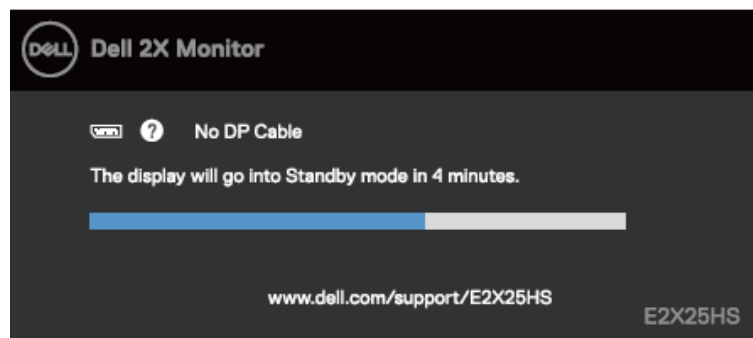 DELL Dell 2X Monitor
? No DP Cable
The display will go into Standby mode in 4 minutes.
www.dell.com/support/E2X25HS
E2X25HS